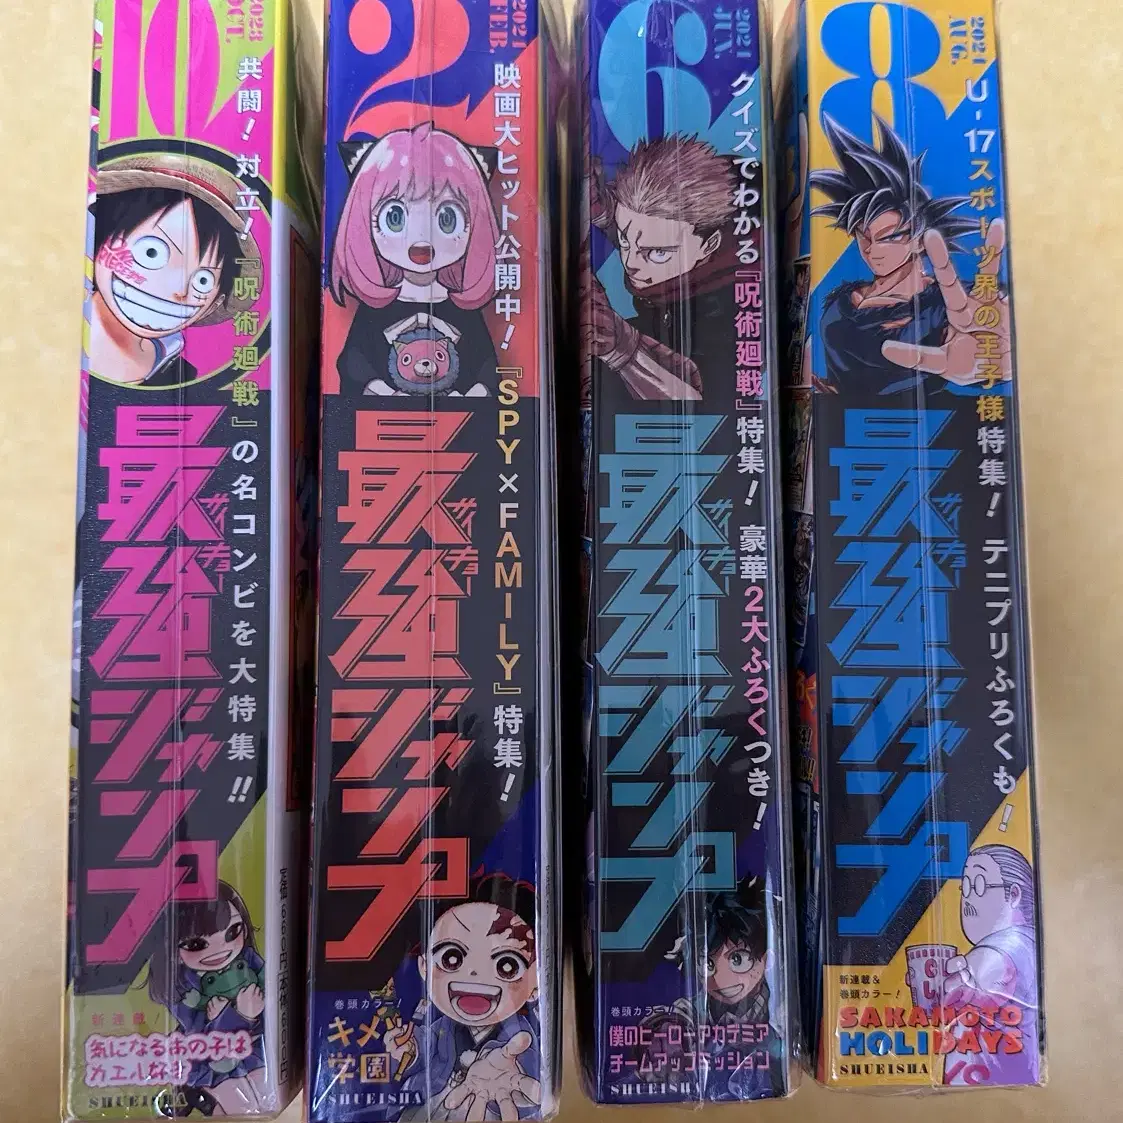 10
2023 OCT.
共闘！対立！『呪術廻戦』の名コンビを大特集!!
最強ジャンプ
サイキョー
新連載！
気になるあの子は
カエル好き
SHUEISHA
2
2024 FEB.
映画大ヒット公開中！『SPY×FAMILY』特集！
最強ジャンプ
サイキョー
巻頭カラー！
キメツ
学園！
SHUEISHA
6
2024 JUN.
クイズでわかる『呪術廻戦』特集！豪華2大ふろくつき！
最強ジャンプ
サイキョー
巻頭カラー！
僕のヒーローアカデミア
チームアップミッション
SHUEISHA
8
2024 AUG.
U-17スポーツ界の王子様特集！テニプリふろくも！
最強ジャンプ
サイキョー
新連載&
巻頭カラー！
SAKAMOTO
HOLIDAYS
SHUEISHA